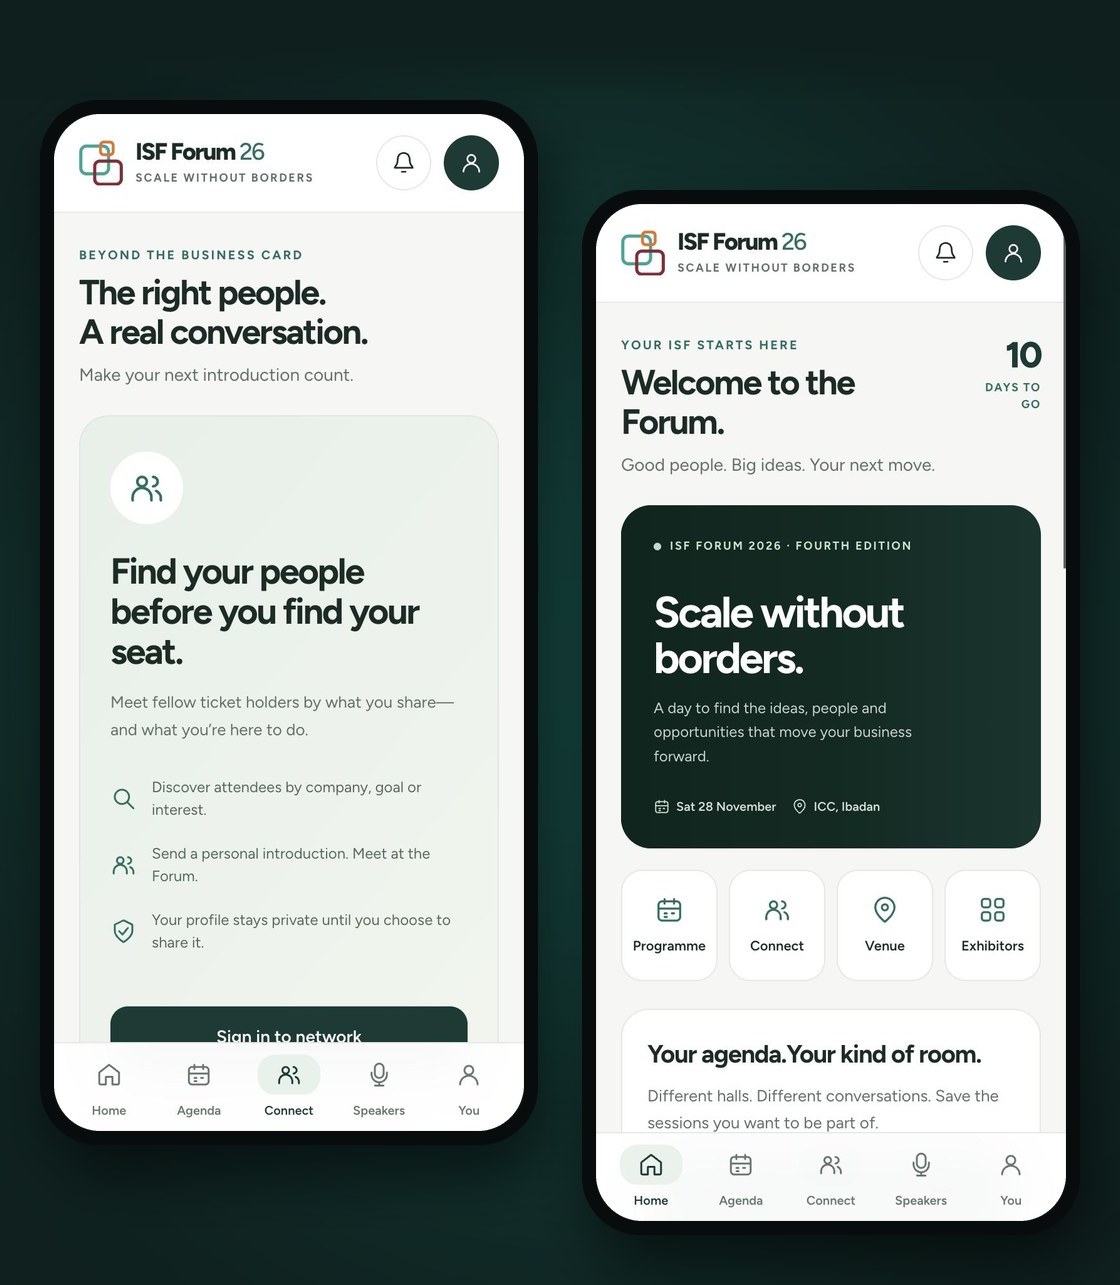 ISF Forum 26
SCALE WITHOUT BORDERS
BEYOND THE BUSINESS CARD
The right people.
A real conversation.
Make your next introduction count.
Find your people
before you find your
seat.
Meet fellow ticket holders by what you share—
and what you’re here to do.
Discover attendees by company, goal or
interest.
Send a personal introduction. Meet at the
Forum.
Your profile stays private until you choose to
share it.
Sign in to network
Home
Agenda
Connect
Speakers
You
ISF Forum 26
SCALE WITHOUT BORDERS
YOUR ISF STARTS HERE
Welcome to the
Forum.
Good people. Big ideas. Your next move.
10
DAYS TO
GO
ISF FORUM 2026 · FOURTH EDITION
Scale without
borders.
A day to find the ideas, people and
opportunities that move your business
forward.
Sat 28 November
ICC, Ibadan
Programme
Connect
Venue
Exhibitors
Your agenda.Your kind of room.
Different halls. Different conversations. Save the
sessions you want to be part of.
Home
Agenda
Connect
Speakers
You